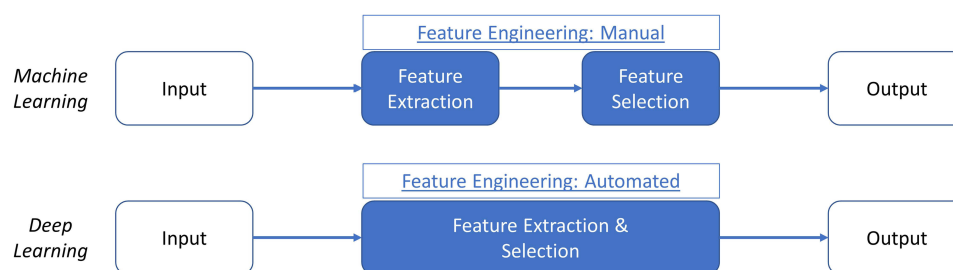 Feature Engineering: Manual
Machine
Learning
Input
Feature
Extraction
Feature
Selection
Output
Feature Engineering: Automated
Deep
Learning
Input
Feature Extraction &
Selection
Output